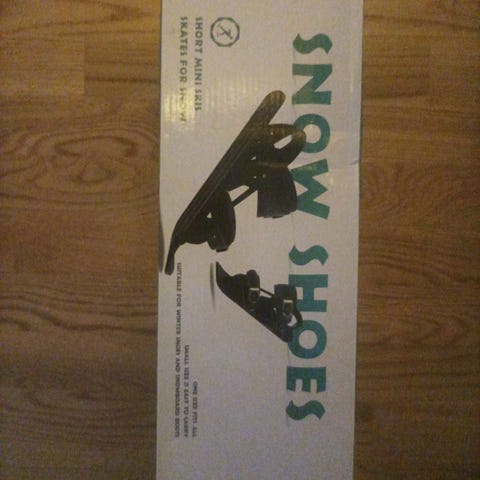 SNOW SHOES
SHORT MINI SKIS
SKATES FOR SNOW
ONE SIZE FITS ALL
SMALL SIZE IS EASY TO CARRY
SUITABLE FOR WINTER SHOES AND SNOWBOARD BOOTS